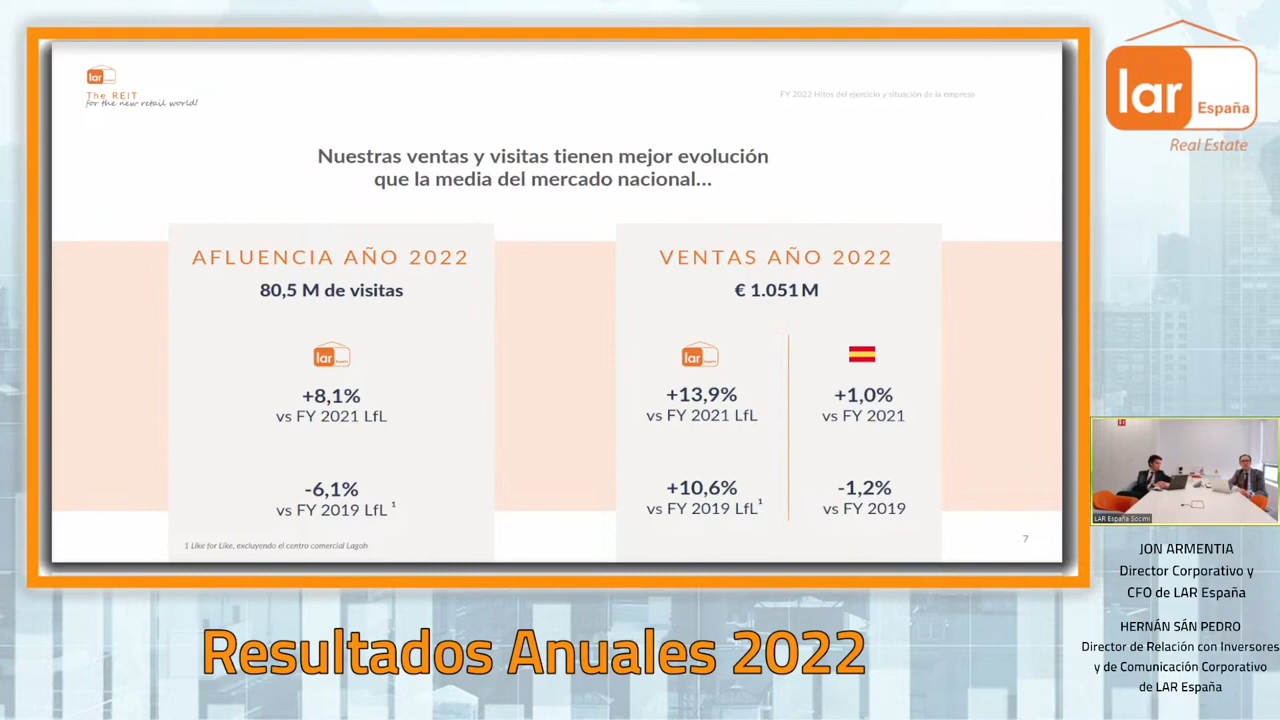 lar
The REIT
for the new retail world!
FY 2022 Hitos del ejercicio y situación de la empresa
Nuestras ventas y visitas tienen mejor evolución
que la media del mercado nacional...
AFLUENCIA AÑO 2022
80,5 M de visitas
lar
España
+8,1%
vs FY 2021 LfL
-6,1%
vs FY 2019 LfL 1
1 Like for Like, excluyendo el centro comercial Lagoh
VENTAS AÑO 2022
€ 1.051 M
lar
España
+13,9%
vs FY 2021 LfL
+10,6%
vs FY 2019 LfL1
+1,0%
vs FY 2021
-1,2%
vs FY 2019
7
lar
España
Real Estate
LAR España Socimi
JON ARMENTIA
Director Corporativo y
CFO de LAR España
HERNÁN SÁN PEDRO
Director de Relación con Inversores
y de Comunicación Corporativo
de LAR España
Resultados Anuales 2022